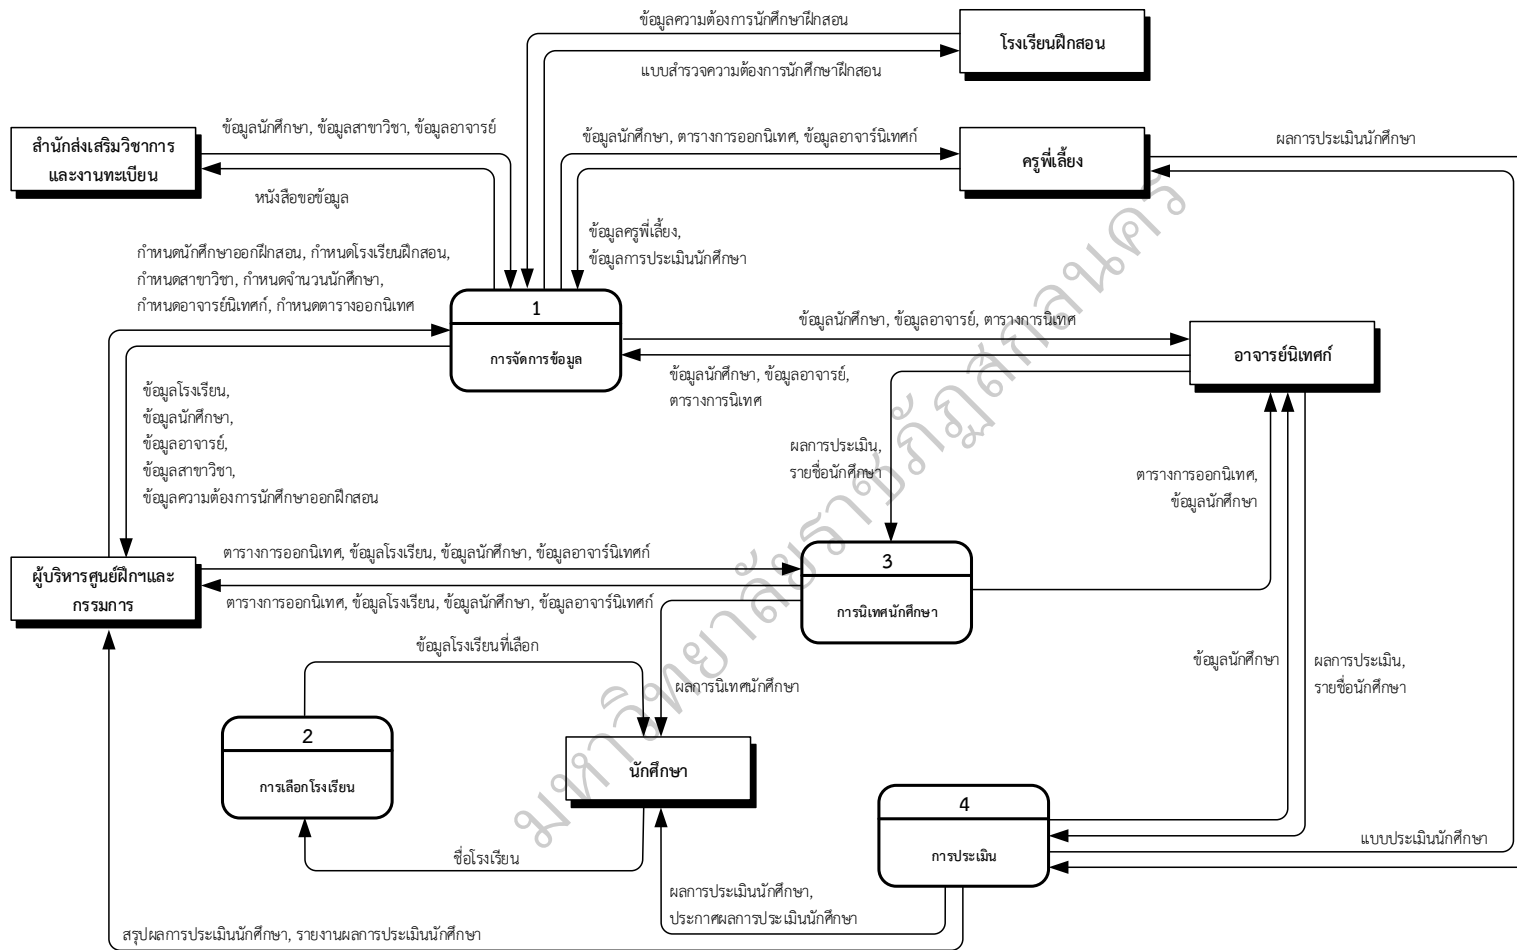 ข้อมูลความต้องการนักศึกษาฝึกสอน
โรงเรียนฝึกสอน
แบบสำรวจความต้องการนักศึกษาฝึกสอน
สำนักส่งเสริมวิชาการ
และงานทะเบียน
ข้อมูลนักศึกษา, ข้อมูลสาขาวิชา, ข้อมูลอาจารย์
หนังสือขอข้อมูล
ข้อมูลนักศึกษา, ตารางการออกนิเทศ, ข้อมูลอาจาร์นิเทศก์
ครูพี่เลี้ยง
ผลการประเมินนักศึกษา
ข้อมูลครูพี่เลี้ยง,
ข้อมูลการประเมินนักศึกษา
กำหนดนักศึกษาออกฝึกสอน, กำหนดโรงเรียนฝึกสอน,
กำหนดสาขาวิชา, กำหนดจำนวนนักศึกษา,
กำหนดอาจารย์นิเทศก์, กำหนดตารางออกนิเทศ
1
การจัดการข้อมูล
ข้อมูลนักศึกษา, ข้อมูลอาจารย์, ตารางการนิเทศ
อาจารย์นิเทศก์
ข้อมูลนักศึกษา, ข้อมูลอาจารย์,
ตารางการนิเทศ
ข้อมูลโรงเรียน,
ข้อมูลนักศึกษา,
ข้อมูลอาจารย์,
ข้อมูลสาขาวิชา,
ข้อมูลความต้องการนักศึกษาออกฝึกสอน
ผลการประเมิน,
รายชื่อนักศึกษา
ตารางการออกนิเทศ,
ข้อมูลนักศึกษา
ผู้บริหารศูนย์ฝึกฯและ
กรรมการ
ตารางการออกนิเทศ, ข้อมูลโรงเรียน, ข้อมูลนักศึกษา, ข้อมูลอาจาร์นิเทศก์
ตารางการออกนิเทศ, ข้อมูลโรงเรียน, ข้อมูลนักศึกษา, ข้อมูลอาจาร์นิเทศก์
3
การนิเทศนักศึกษา
ข้อมูลโรงเรียนที่เลือก
ผลการนิเทศนักศึกษา
ข้อมูลนักศึกษา
ผลการประเมิน,
รายชื่อนักศึกษา
2
การเลือกโรงเรียน
นักศึกษา
4
การประเมิน
ชื่อโรงเรียน
แบบประเมินนักศึกษา
ผลการประเมินนักศึกษา,
ประกาศผลการประเมินนักศึกษา
สรุปผลการประเมินนักศึกษา, รายงานผลการประเมินนักศึกษา
มหาวิทยาลัยราชภัฏสกลนคร